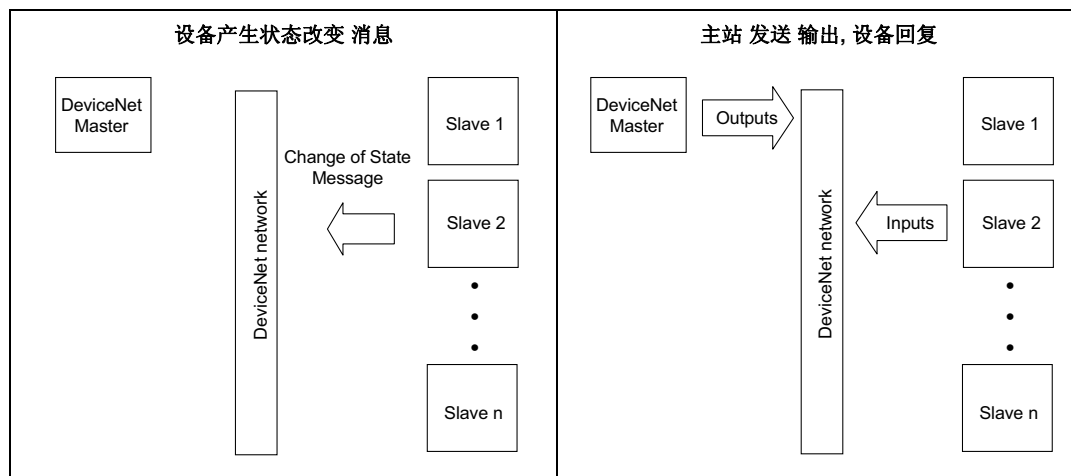 设备产生状态改变 消息
DeviceNet
Master
DeviceNet network
Change of State
Message
Slave 1
Slave 2
Slave n
主站 发送 输出, 设备回复
DeviceNet
Master
Outputs
DeviceNet network
Inputs
Slave 1
Slave 2
Slave n